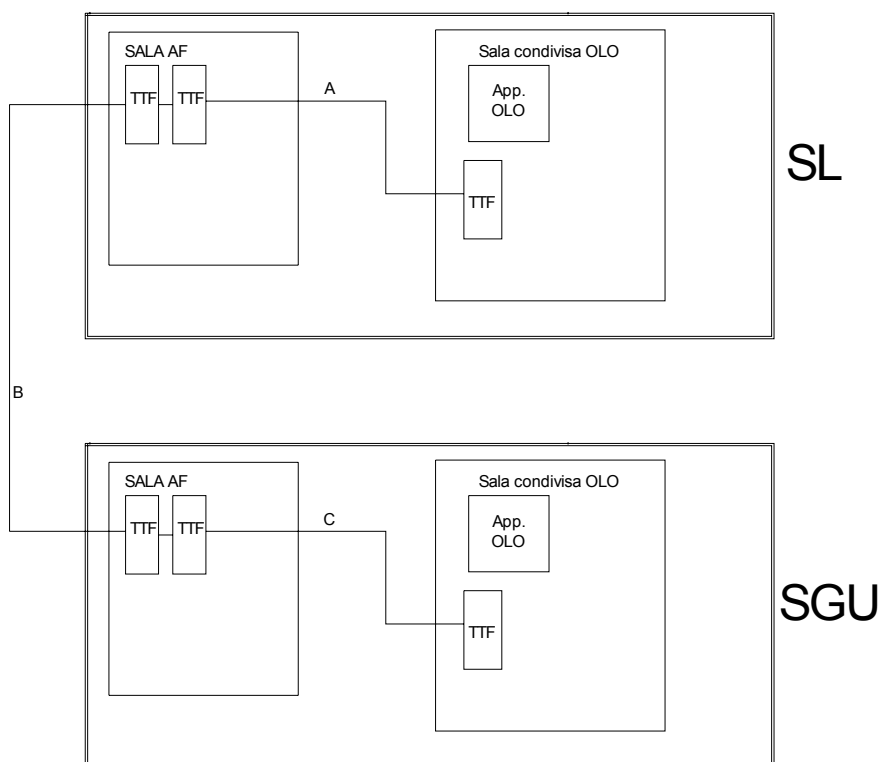 SALA AF
TTF
TTF
A
Sala condivisa OLO
App.
OLO
TTF
SL
B
SALA AF
TTF
TTF
C
Sala condivisa OLO
App.
OLO
TTF
SGU